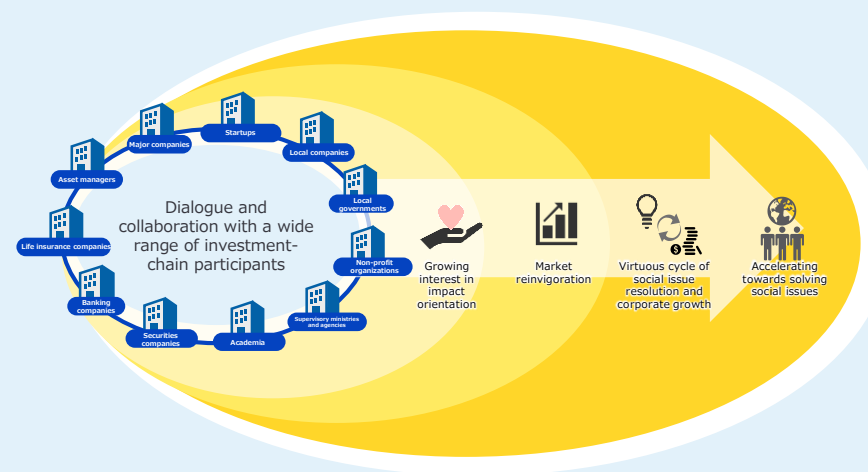 Startups
Major companies
Local companies
Asset managers
Local
governments
Life insurance companies
Non-profit
organizations
Banking
companies
Supervisory ministries
and agencies
Securities
companies
Academia
Dialogue and
collaboration with a wide
range of investment-
chain participants
Growing
interest in
impact
orientation
Market
reinvigoration
Virtuous cycle of
social issue
resolution and
corporate growth
Accelerating
towards solving
social issues
$